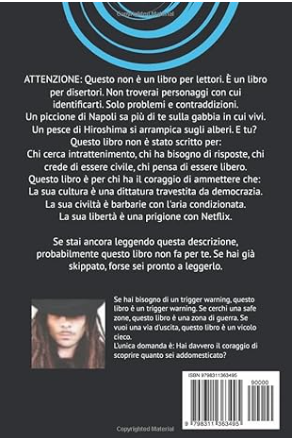 ATTENZIONE: Questo non è un libro per lettori. È un libro
per disertori. Non troverai personaggi con cui
identificarti. Solo problemi e contraddizioni.
Un piccione di Napoli sa più di te sulla gabbia in cui vivi.
Un pesce di Hiroshima si arrampica sugli alberi. E tu?
Questo libro non è stato scritto per:
Chi cerca intrattenimento, chi ha bisogno di risposte, chi
crede di essere civile, chi pensa di essere libero.
Questo libro è per chi ha il coraggio di ammettere che:
La sua cultura è una dittatura travestita da democrazia.
La sua civiltà è barbarie con l'aria condizionata.
La sua libertà è una prigione con Netflix.
Se stai ancora leggendo questa descrizione,
probabilmente questo libro non fa per te. Se hai già
skippato, forse sei pronto a leggerlo.
Se hai bisogno di un trigger warning, questo
libro è un trigger warning. Se cerchi una safe
zone, questo libro è una zona di guerra. Se
vuoi una via d'uscita, questo libro è un vicolo
cieco.
L'unica domanda è: Hai davvero il coraggio di
scoprire quanto sei addomesticato?
ISBN 9798311363495
90000
9 798311 363495